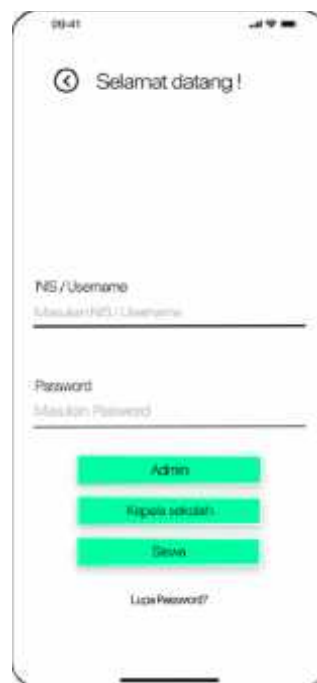 09:41
Selamat datang !
NIS / Username
Masukan NIS / Username
Password
Masukan Password
Admin
Kepala sekolah
Siswa
Lupa Password?